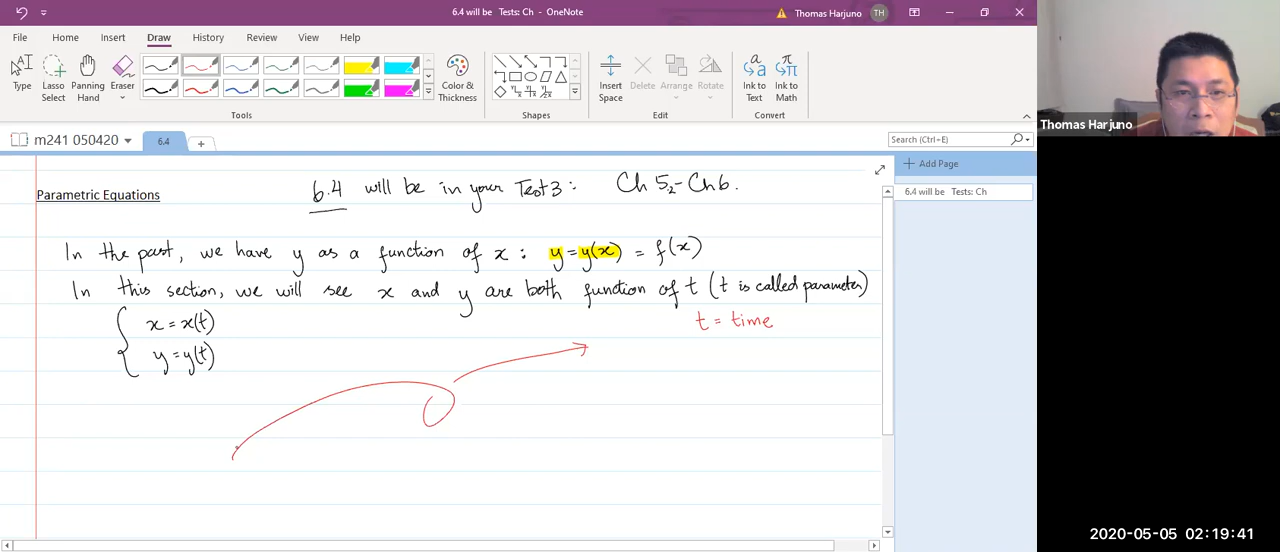 6.4 will be Tests: Ch - OneNote
Thomas Harjuno TH
File Home Insert Draw History Review View Help
Type Lasso Select Panning Hand Eraser Color & Thickness Insert Space Delete Arrange Rotate Ink to Text Ink to Math
Tools Shapes Edit Convert
m241 050420 6.4 Search (Ctrl+E)
Thomas Harjuno
Add Page
6.4 will be Tests: Ch
Parametric Equations 6.4 will be in your Test 3: Ch 5₂-Ch 6.
In the past, we have y as a function of x : y = y(x) = f(x)
In this section, we will see x and y are both function of t (t is called parameter)
t = time
x = x(t)
y = y(t)
2020-05-05 02:19:41